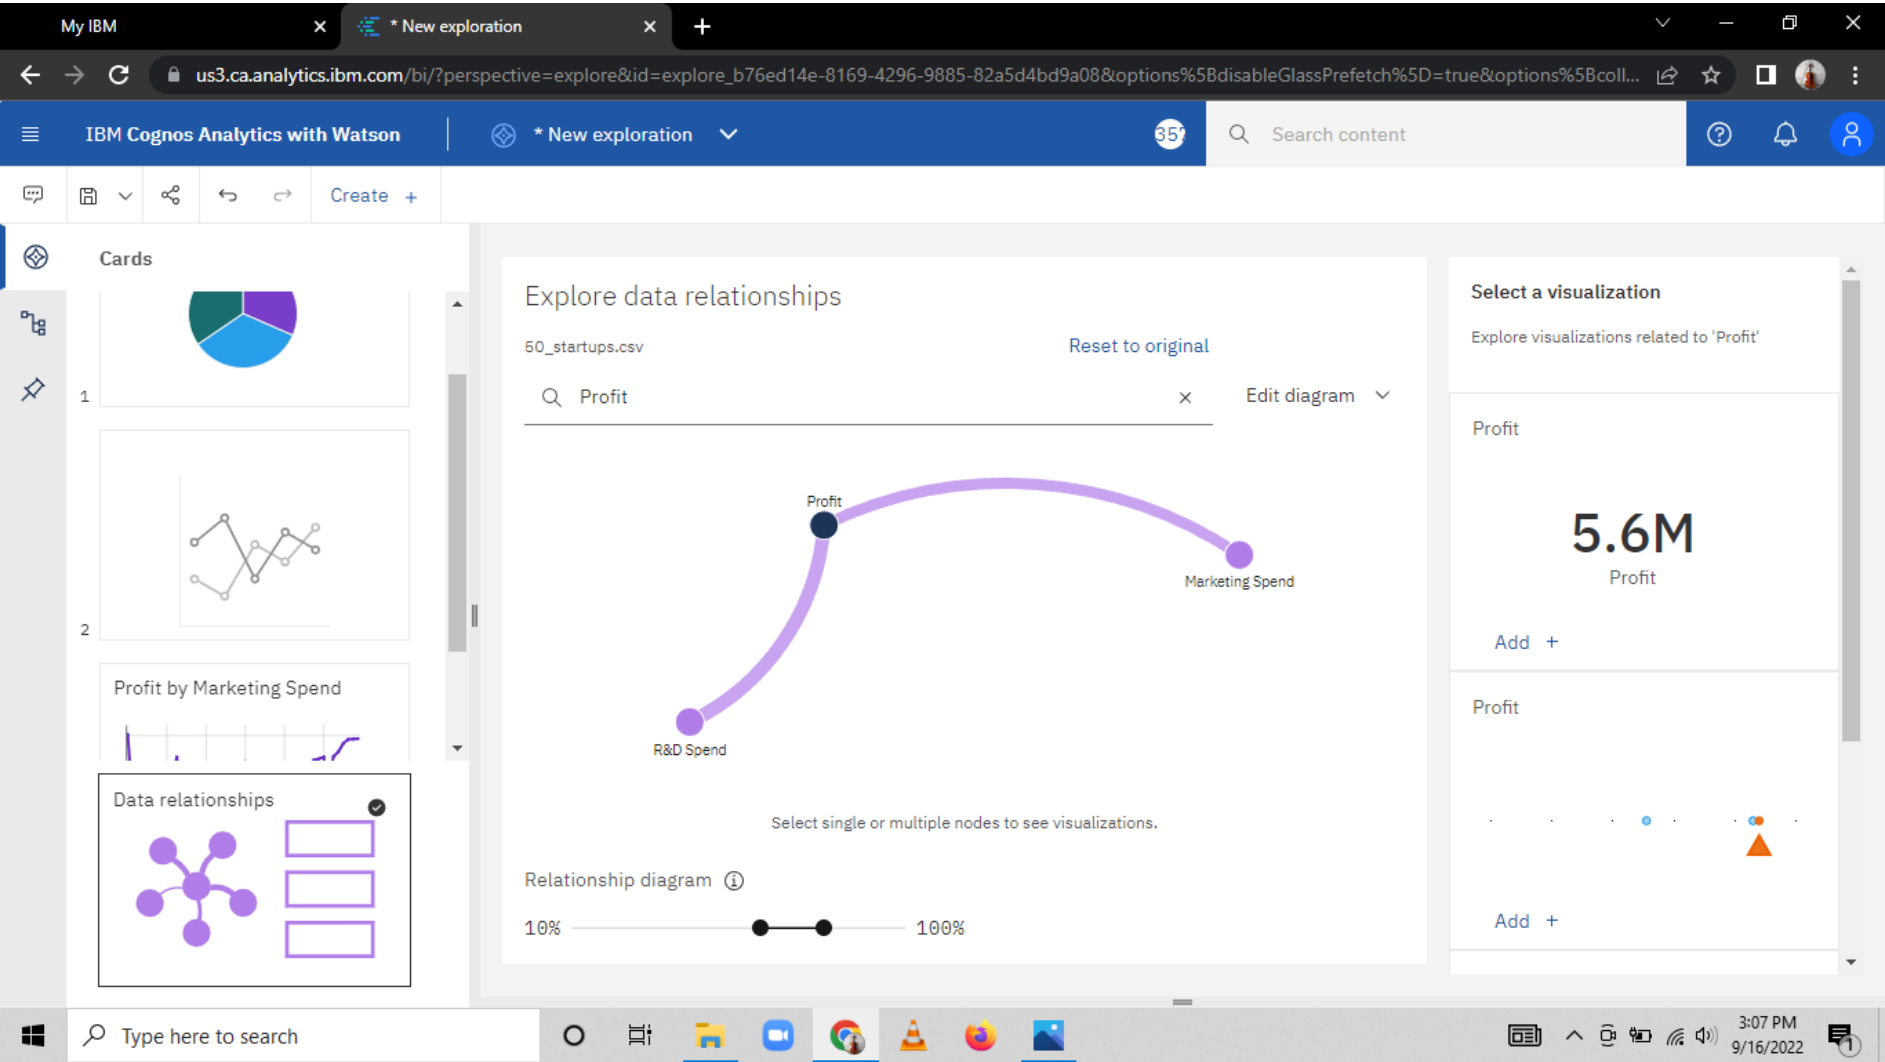 My IBM
* New exploration
us3.ca.analytics.ibm.com/bi/?perspective=explore&id=explore_b76ed14e-8169-4296-9885-82a5d4bd9a08&options%5BdisableGlassPrefetch%5D=true&options%5Bcoll...
IBM Cognos Analytics with Watson
* New exploration
357
Search content
Create +
Cards
1
2
Profit by Marketing Spend
Data relationships
Explore data relationships
50_startups.csv
Reset to original
Profit
Edit diagram
Profit
Marketing Spend
R&D Spend
Select single or multiple nodes to see visualizations.
Relationship diagram
10%
100%
Select a visualization
Explore visualizations related to 'Profit'
Profit
5.6M
Profit
Add +
Profit
Add +
Type here to search
3:07 PM
9/16/2022
1